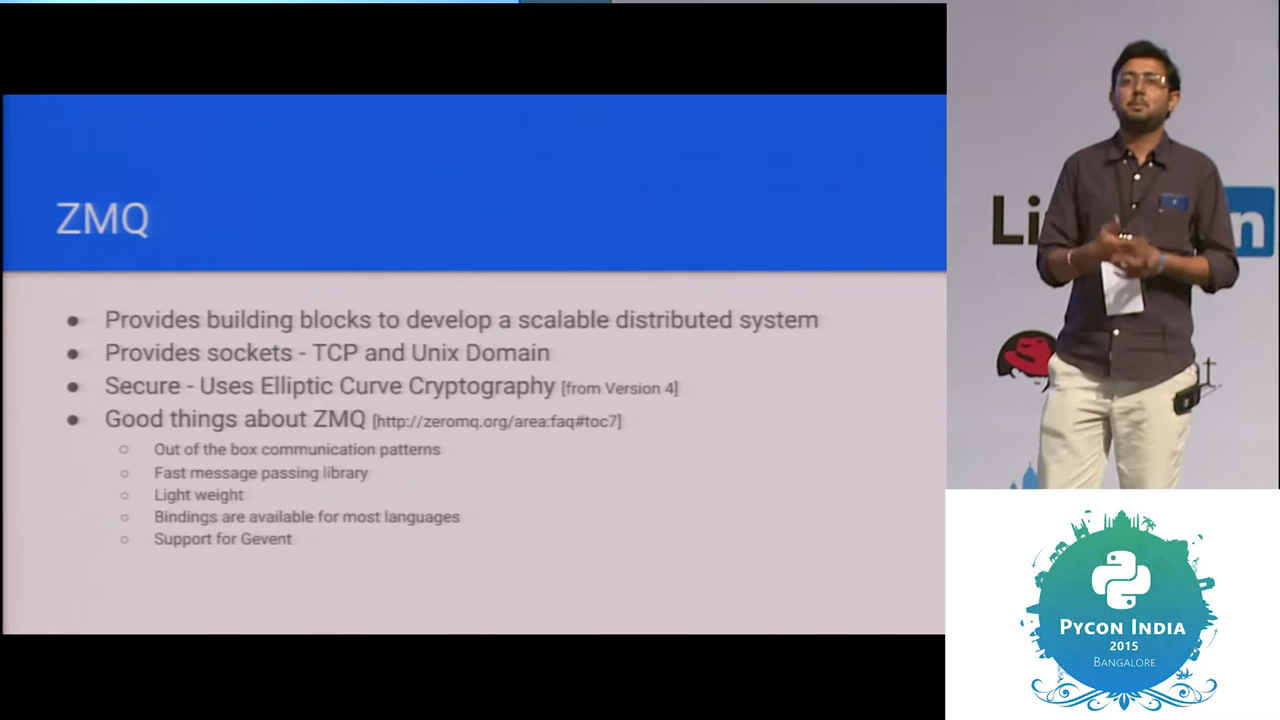 ZMQ
● Provides building blocks to develop a scalable distributed system
● Provides sockets - TCP and Unix Domain
● Secure - Uses Elliptic Curve Cryptography [from Version 4]
● Good things about ZMQ [http://zeromq.org/area:faq#toc7]
○ Out of the box communication patterns
○ Fast message passing library
○ Light weight
○ Bindings are available for most languages
○ Support for Gevent
Li n
t
PYCON INDIA
2015
BANGALORE